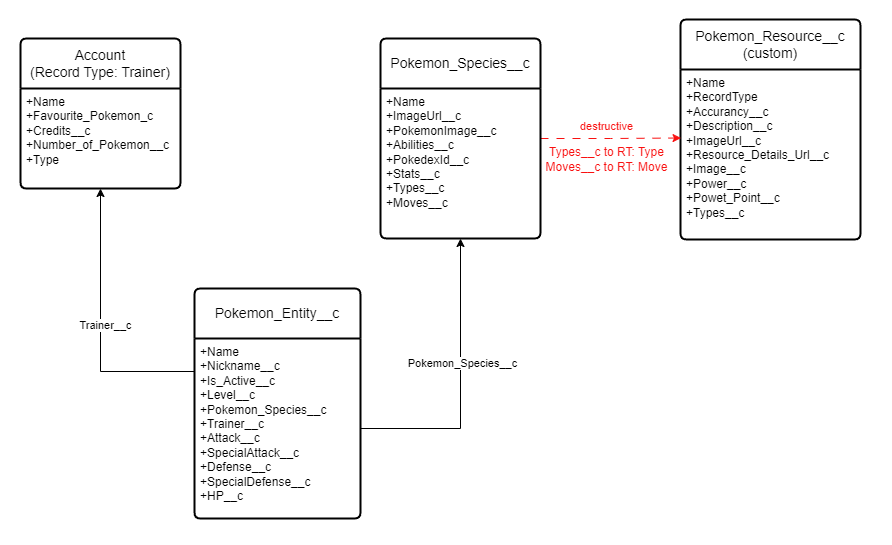 Account
(Record Type: Trainer)
+Name
+Favourite_Pokemon_c
+Credits__c
+Number_of_Pokemon__c
+Type
Pokemon_Species__c
+Name
+ImageUrl__c
+PokemonImage__c
+Abilities__c
+PokedexId__c
+Stats__c
+Types__c
+Moves__c
destructive
Types__c to RT: Type
Moves__c to RT: Move
Pokemon_Resource__c
(custom)
+Name
+RecordType
+Accurancy__c
+Description__c
+ImageUrl__c
+Resource_Details_Url__c
+Image__c
+Power__c
+Powet_Point__c
+Types__c
Trainer__c
Pokemon_Species__c
Pokemon_Entity__c
+Name
+Nickname__c
+Is_Active__c
+Level__c
+Pokemon_Species__c
+Trainer__c
+Attack__c
+SpecialAttack__c
+Defense__c
+SpecialDefense__c
+HP__c